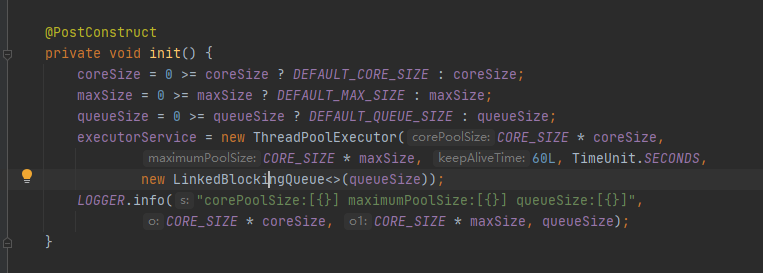 @PostConstruct
private void init() {
coreSize = 0 >= coreSize ? DEFAULT_CORE_SIZE : coreSize;
maxSize = 0 >= maxSize ? DEFAULT_MAX_SIZE : maxSize;
queueSize = 0 >= queueSize ? DEFAULT_QUEUE_SIZE : queueSize;
executorService = new ThreadPoolExecutor( corePoolSize: CORE_SIZE * coreSize,
maximumPoolSize: CORE_SIZE * maxSize, keepAliveTime: 60L, TimeUnit.SECONDS,
new LinkedBlockingQueue<>(queueSize));
LOGGER.info( s: "corePoolSize:[{}] maximumPoolSize:[{}] queueSize:[{}]",
o: CORE_SIZE * coreSize, o1: CORE_SIZE * maxSize, queueSize);
}